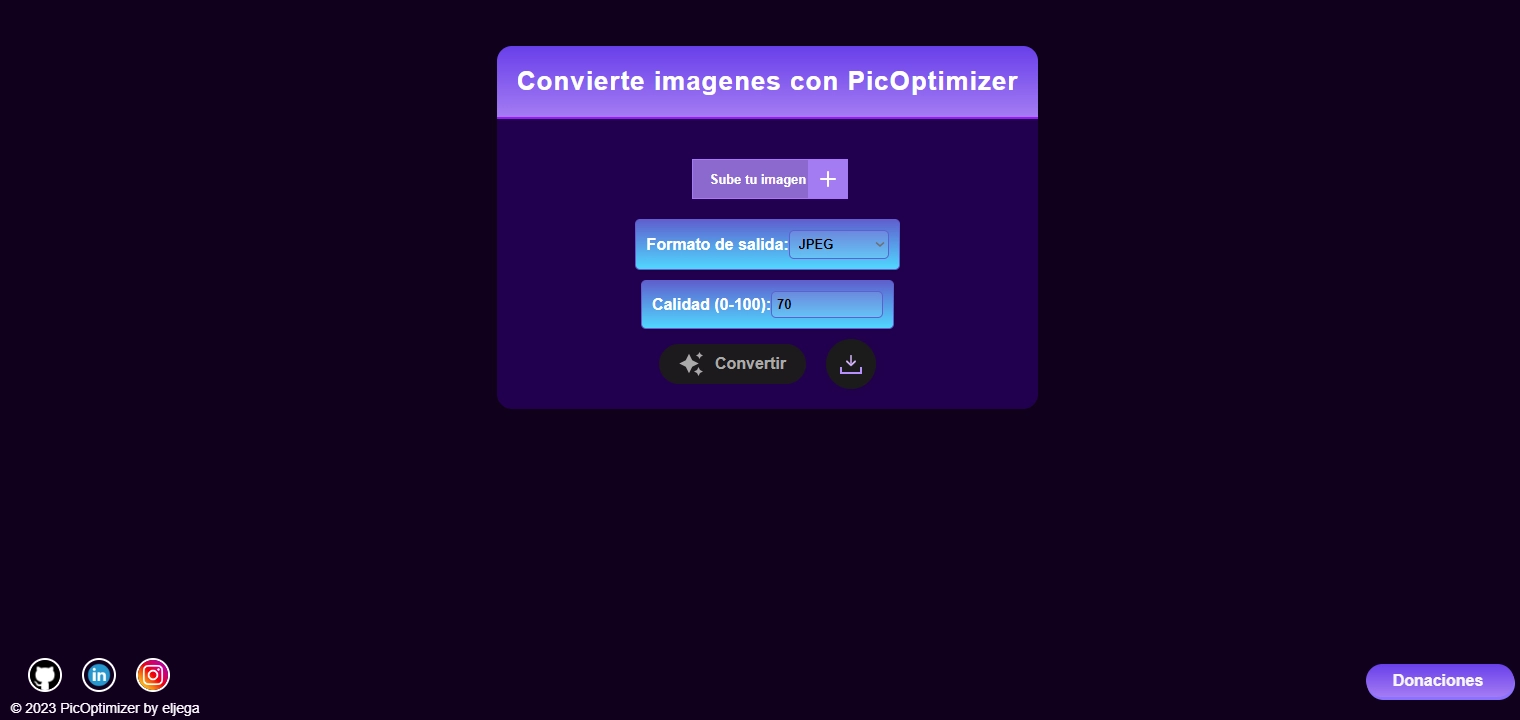 Convierte imagenes con PicOptimizer
Sube tu imagen
Formato de salida: JPEG
Calidad (0-100): 70
Convertir
in
Donaciones
© 2023 PicOptimizer by eljega